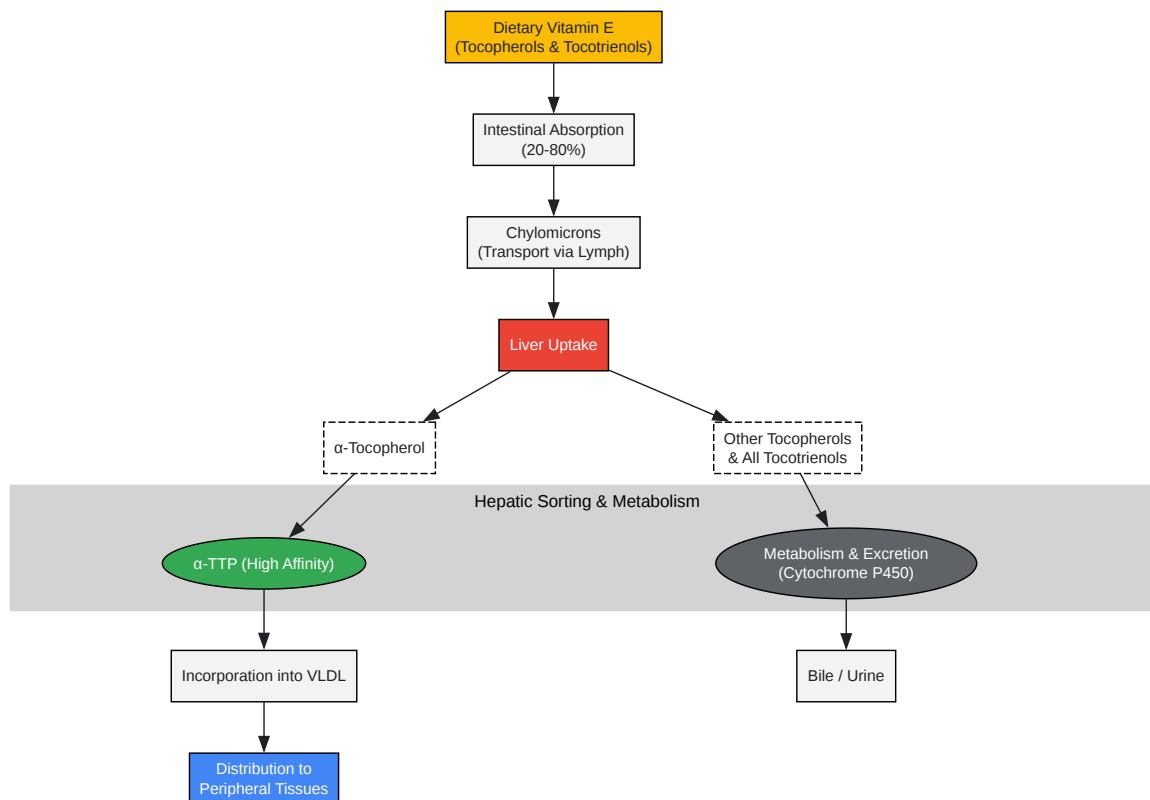 Dietary Vitamin E
(Tocopherols & Tocotrienols)
Intestinal Absorption
(20-80%)
Chylomicrons
(Transport via Lymph)
Liver Uptake
α-Tocopherol
Other Tocopherols
& All Tocotrienols
Hepatic Sorting & Metabolism
α-TTP (High Affinity)
Metabolism & Excretion
(Cytochrome P450)
Incorporation into VLDL
Bile / Urine
Distribution to
Peripheral Tissues